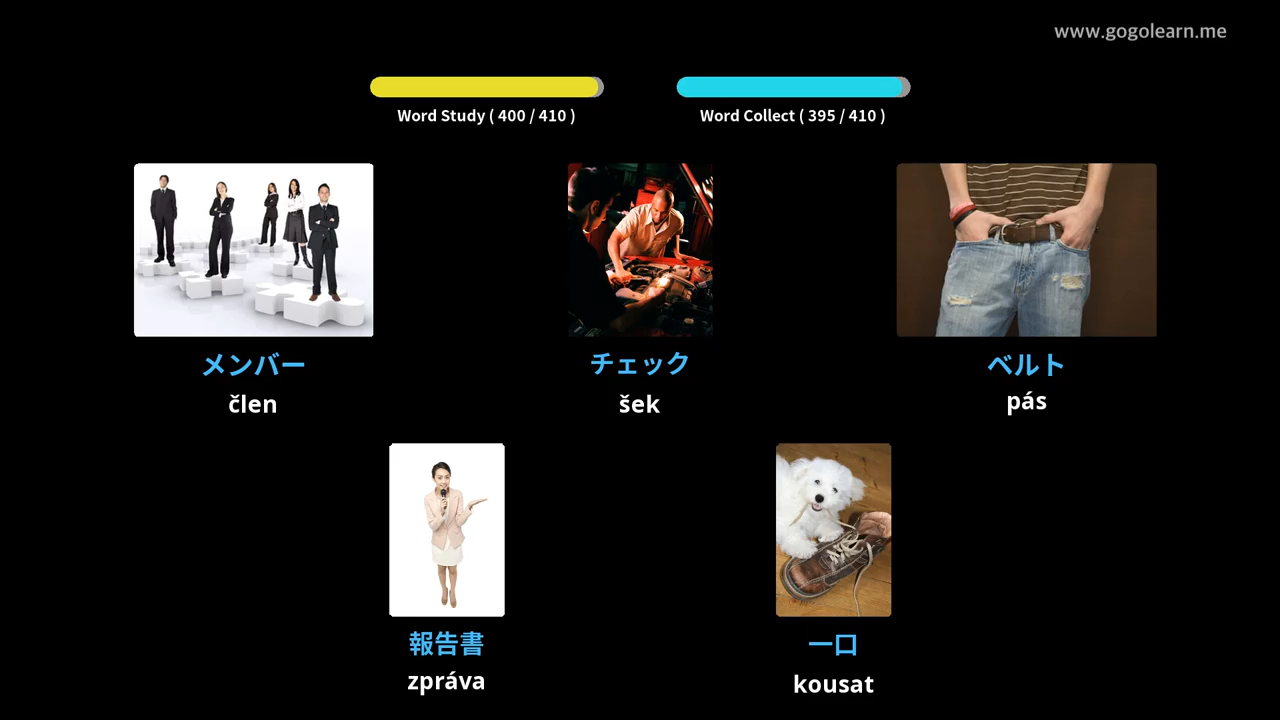 www.gogolearn.me
Word Study ( 400 / 410 )
Word Collect ( 395 / 410 )
メンバー
člen
チェック
šek
ベルト
pás
報告書
zpráva
一口
kousat